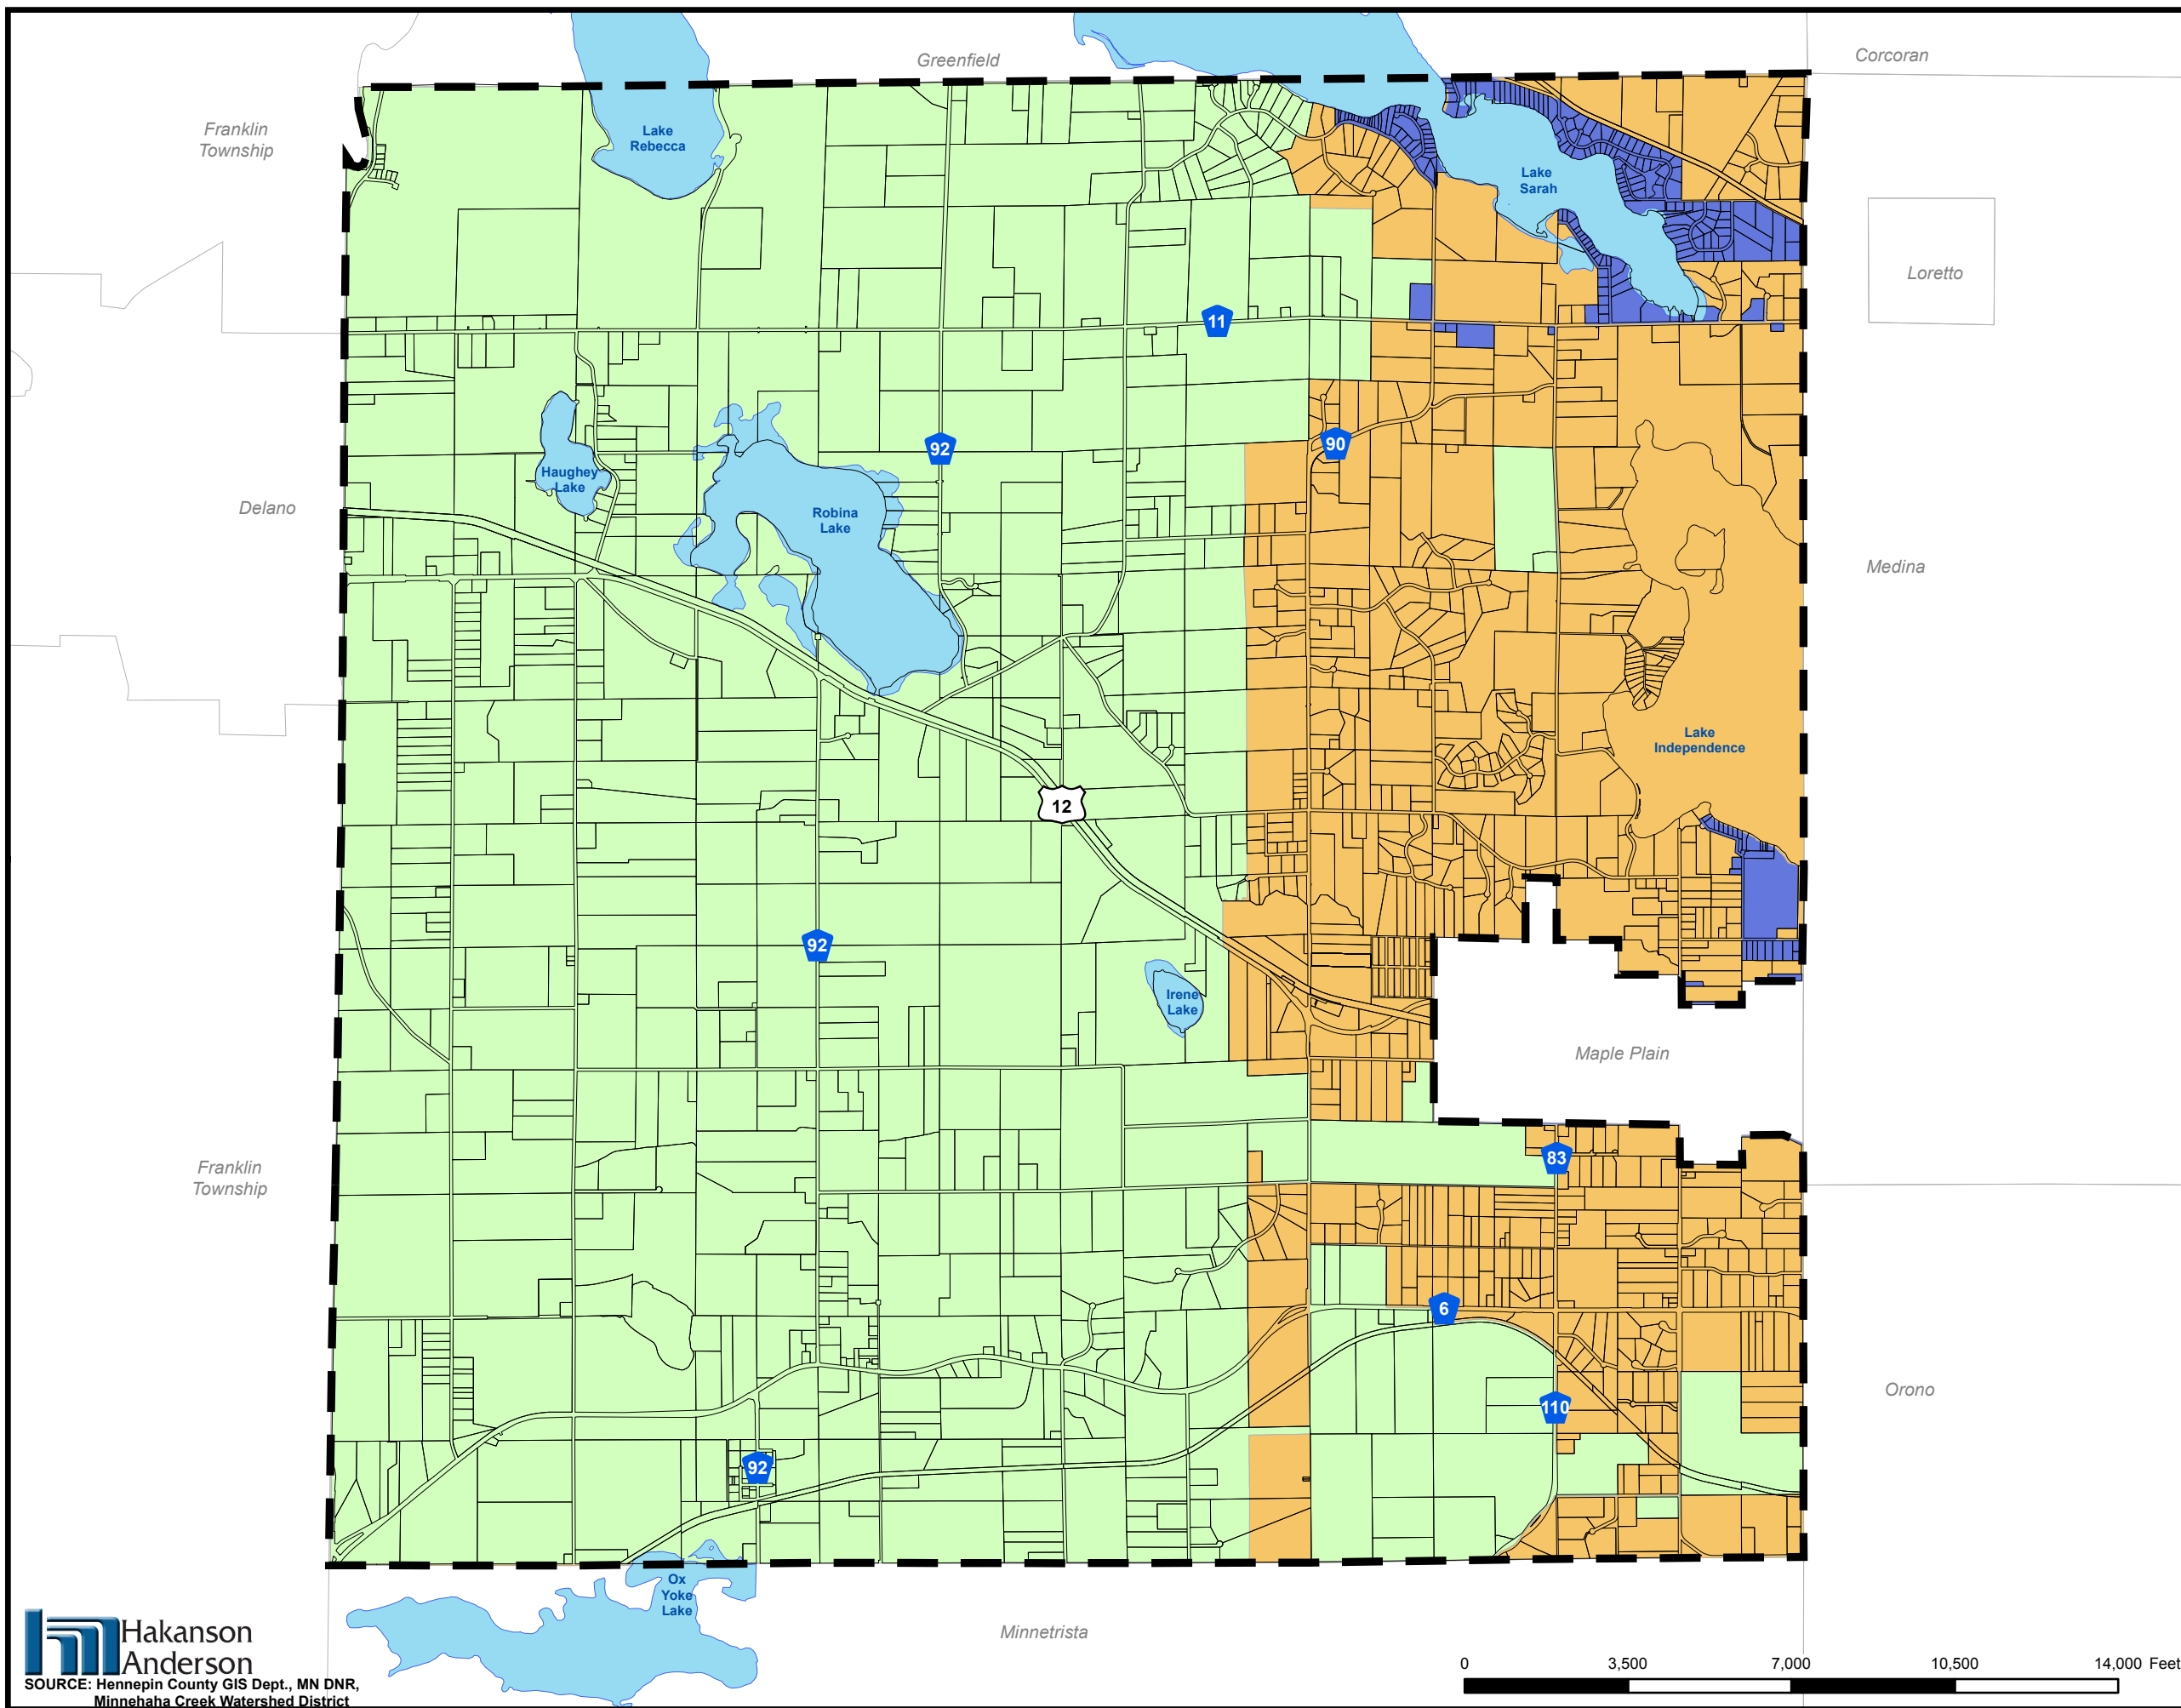 Greenfield
Corcoran
Franklin
Township
Lake
Rebecca
Lake
Sarah
Loretto
11
92
90
Haughey
Lake
Robina
Lake
Delano
Medina
Lake
Independence
12
92
Irene
Lake
Maple Plain
83
Franklin
Township
6
110
Orono
92
Ox
Yoke
Lake
Minnetrista
Hakanson
Anderson
SOURCE: Hennepin County GIS Dept., MN DNR,
Minnehaha Creek Watershed District
0 3,500 7,000 10,500 14,000 Feet